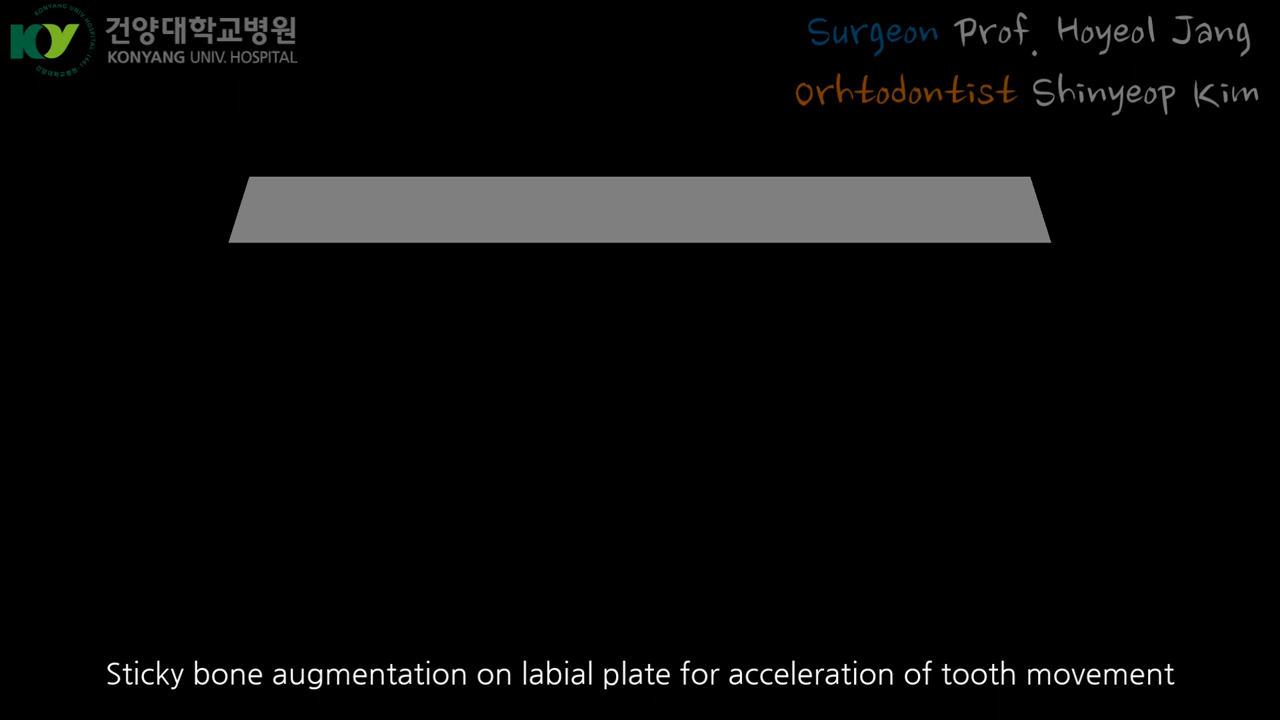 건양대학교병원
KONYANG UNIV. HOSPITAL
Surgeon Prof. Hoyeol Jang
Orhtodontist Shinyeop Kim
Sticky bone augmentation on labial plate for acceleration of tooth movement